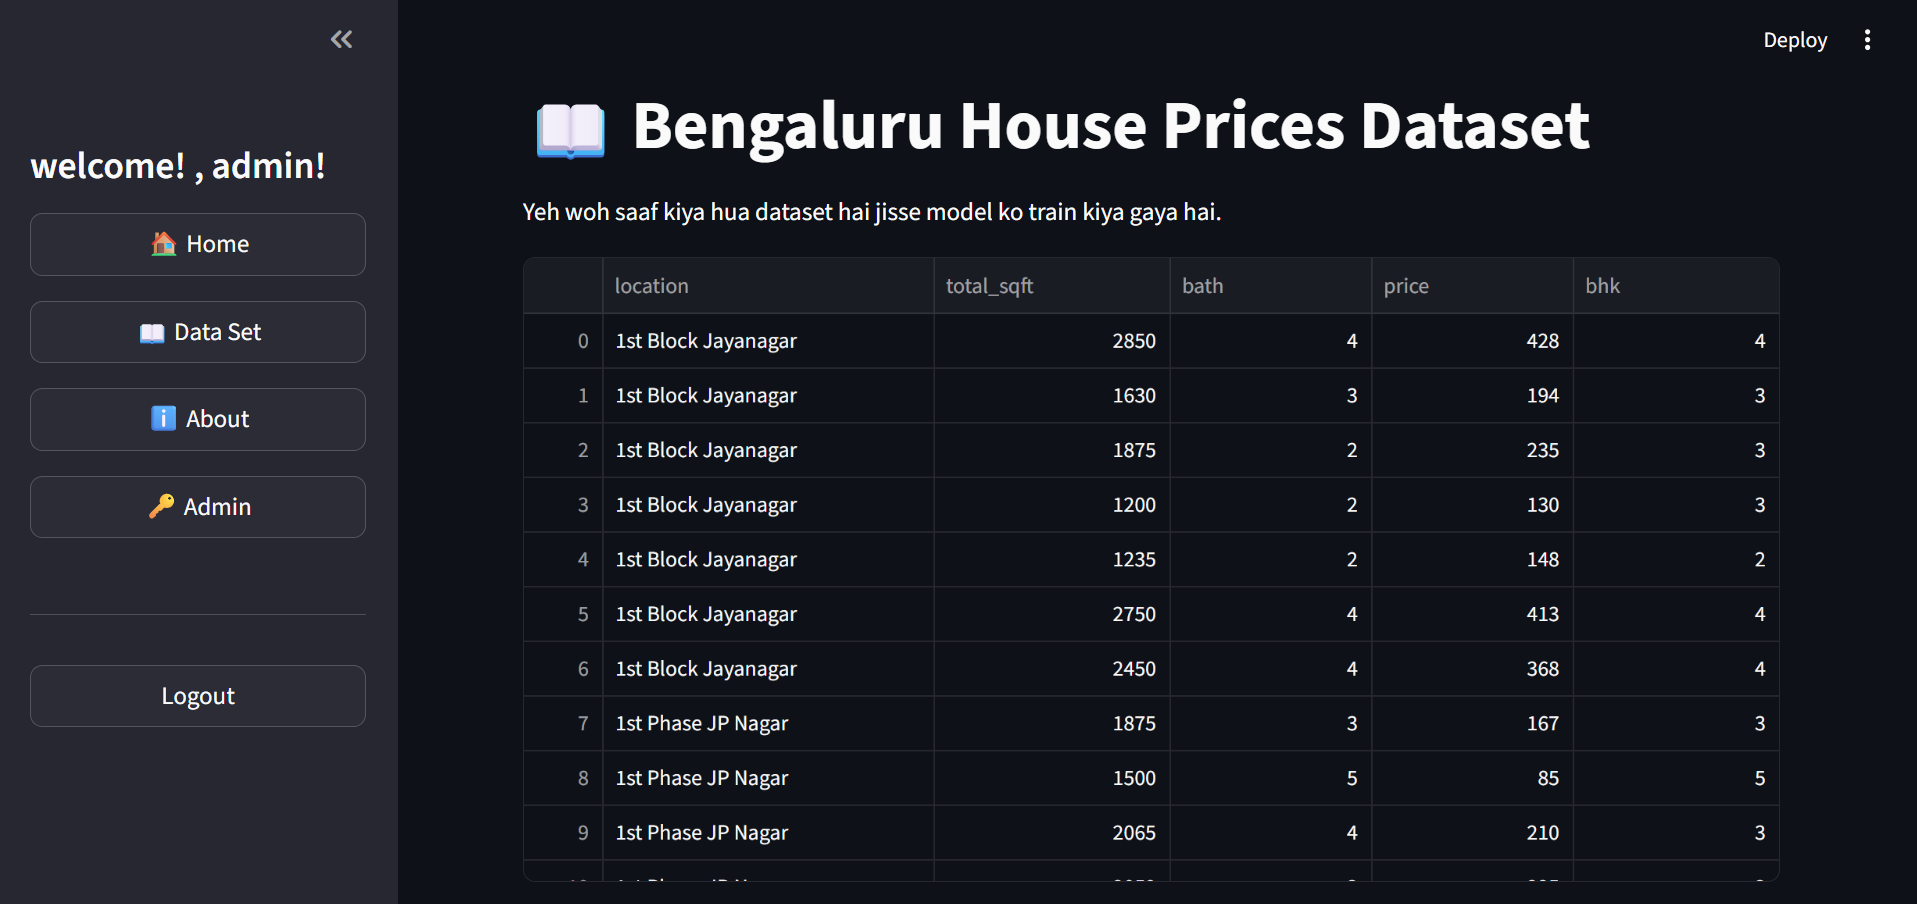 Deploy
welcome! , admin!
Home
Data Set
About
Admin
Logout
Bengaluru House Prices Dataset
Yeh woh saaf kiya hua dataset hai jisse model ko train kiya gaya hai.
location total_sqft bath price bhk
0 1st Block Jayanagar 2850 4 428 4
1 1st Block Jayanagar 1630 3 194 3
2 1st Block Jayanagar 1875 2 235 3
3 1st Block Jayanagar 1200 2 130 3
4 1st Block Jayanagar 1235 2 148 2
5 1st Block Jayanagar 2750 4 413 4
6 1st Block Jayanagar 2450 4 368 4
7 1st Phase JP Nagar 1875 3 167 3
8 1st Phase JP Nagar 1500 5 85 5
9 1st Phase JP Nagar 2065 4 210 3